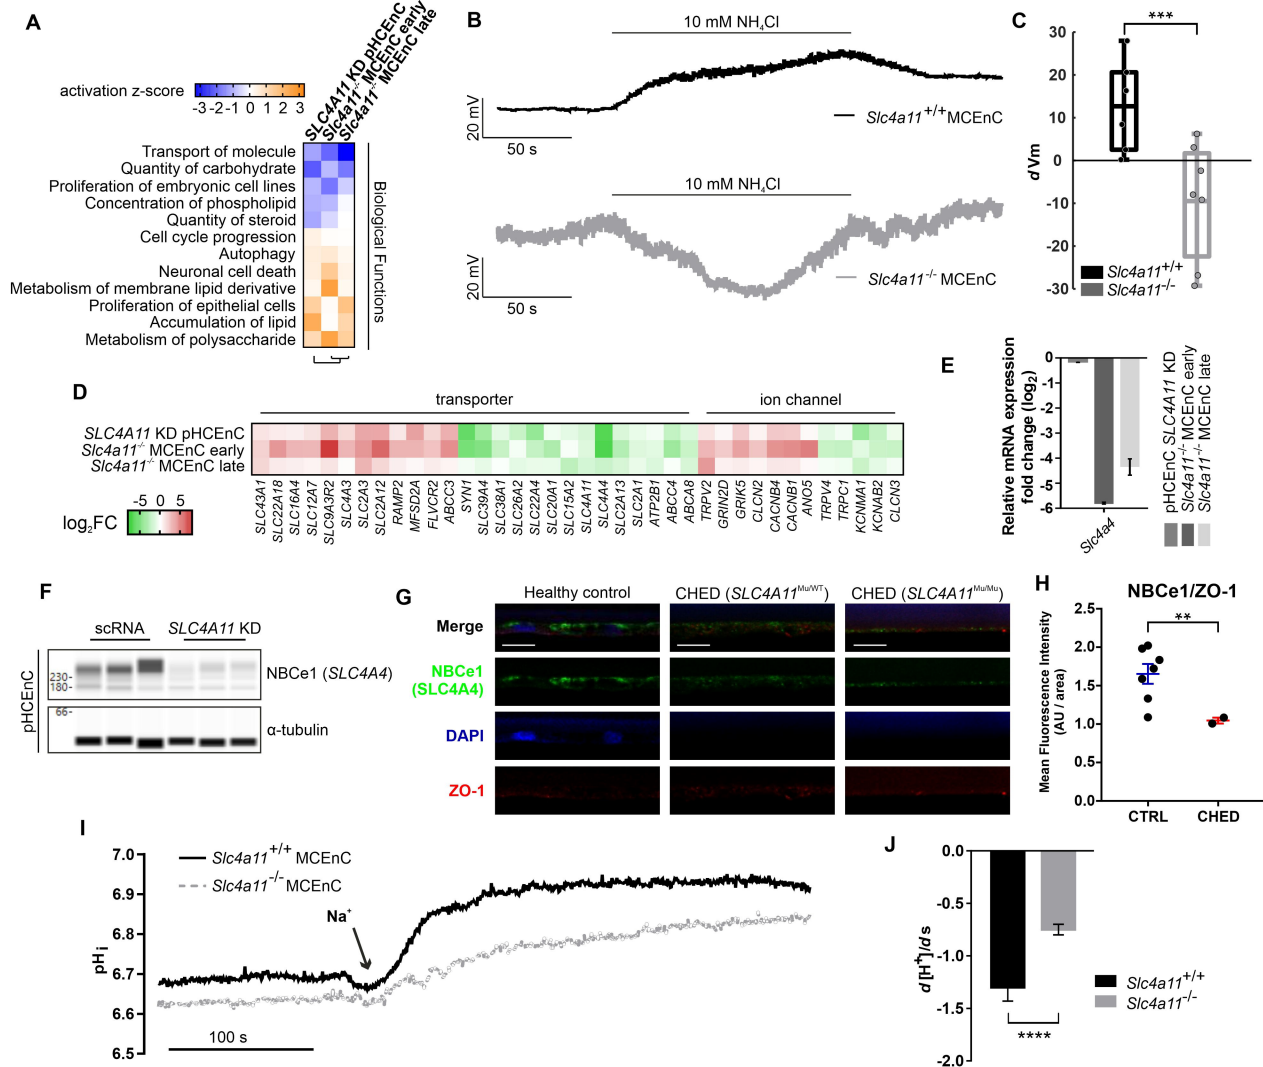 A
activation z-score
-3 -2 -1 0 1 2 3
SLC4A11 KD pHCEnC
Slc4a11-/- MCEnC early
Slc4a11-/- MCEnC late
Transport of molecule
Quantity of carbohydrate
Proliferation of embryonic cell lines
Concentration of phospholipid
Quantity of steroid
Cell cycle progression
Autophagy
Neuronal cell death
Metabolism of membrane lipid derivative
Proliferation of epithelial cells
Accumulation of lipid
Metabolism of polysaccharide
Biological Functions
B
10 mM NH4Cl
20 mV
50 s
Slc4a11+/+ MCEnC
10 mM NH4Cl
20 mV
50 s
Slc4a11-/- MCEnC
C
***
30
20
10
0
-10
-20
-30
dVm
Slc4a11+/+
Slc4a11-/-
D
transporter
ion channel
SLC4A11 KD pHCEnC
Slc4a11-/- MCEnC early
Slc4a11-/- MCEnC late
-5 0 5
log2FC
SLC43A1
SLC22A18
SLC16A4
SLC12A7
SLC9A3R2
SLC4A3
SLC2A3
SLC2A12
RAMP2
MFSD2A
FLVCR2
ABCC3
SYN1
SLC39A4
SLC38A1
SLC26A2
SLC22A4
SLC20A1
SLC15A2
SLC4A11
SLC4A4
SLC2A13
SLC2A1
ATP2B1
ABCC4
ABCA8
TRPV2
GRIN2D
GRIK5
CLCN2
CACNB4
CACNB1
ANO5
TRPV4
TRPC1
KCNMA1
KCNAB2
CLCN3
E
Relative mRNA expression
fold change (log2)
0
-1
-2
-3
-4
-5
-6
Slc4a4
pHCEnC SLC4A11 KD
Slc4a11-/- MCEnC early
Slc4a11-/- MCEnC late
F
scRNA
SLC4A11 KD
pHCEnC
230-
180-
NBCe1 (SLC4A4)
66-
α-tubulin
G
Healthy control
CHED (SLC4A11Mu/WT)
CHED (SLC4A11Mu/Mu)
Merge
NBCe1
(SLC4A4)
DAPI
ZO-1
H
NBCe1/ZO-1
**
2.5
2.0
1.5
1.0
0.5
0.0
Mean Fluorescence Intensity
(AU / area)
CTRL
CHED
I
7.0
6.9
6.8
6.7
6.6
6.5
pHi
Slc4a11+/+ MCEnC
Slc4a11-/- MCEnC
Na+
100 s
J
0.0
-0.5
-1.0
-1.5
-2.0
d[H+]/ds
****
Slc4a11+/+
Slc4a11-/-